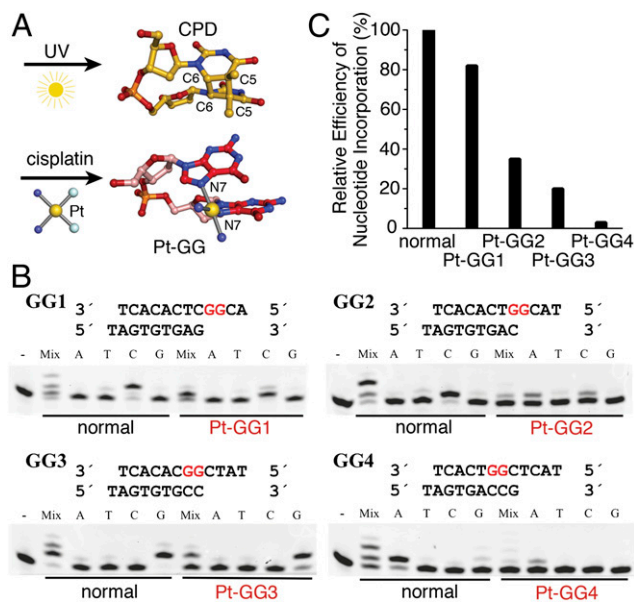 A
UV
CPD
C6
C5
C6
C5
cisplatin
Pt
N7
N7
Pt-GG
C
Relative Efficiency of
Nucleotide Incorporation (%)
100
80
60
40
20
0
normal
Pt-GG1
Pt-GG2
Pt-GG3
Pt-GG4
B
GG1
3´ TCACACTCGGCA 5´
5´ TAGTGTGAG 3´
- Mix A T C G Mix A T C G
normal Pt-GG1
GG2
3´ TCACACTGGCAT 5´
5´ TAGTGTGAC 3´
- Mix A T C G Mix A T C G
normal Pt-GG2
GG3
3´ TCACACGGCTAT 5´
5´ TAGTGTGCC 3´
- Mix A T C G Mix A T C G
normal Pt-GG3
GG4
3´ TCACTGGCTCAT 5´
5´ TAGTGACCG 3´
- Mix A T C G Mix A T C G
normal Pt-GG4